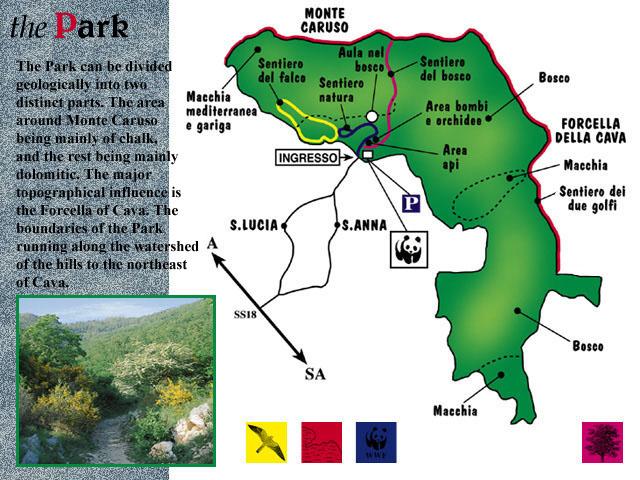 the Park
The Park can be divided
geologically into two
distinct parts. The area
around Monte Caruso
being mainly of chalk,
and the rest being mainly
dolomitic. The major
topographical influence is
the Forcella of Cava. The
boundaries of the Park
running along the watershed
of the hills to the northeast
of Cava.
MONTE
CARUSO
Aula nel
bosco
Sentiero
del falco
Sentiero
natura
Sentiero
del bosco
Bosco
Macchia
mediterranea
e gariga
Area bombi
e orchidee
FORCELLA
DELLA CAVA
INGRESSO
Area
api
Macchia
Sentiero dei
due golfi
P
S.LUCIA
S.ANNA
A
SS18
SA
Bosco
Macchia
WWF